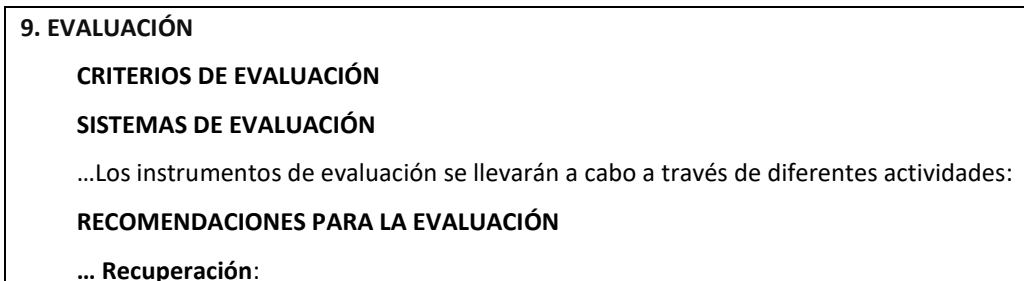 9. EVALUACIÓN
CRITERIOS DE EVALUACIÓN
SISTEMAS DE EVALUACIÓN
…Los instrumentos de evaluación se llevarán a cabo a través de diferentes actividades:
RECOMENDACIONES PARA LA EVALUACIÓN
… Recuperación: